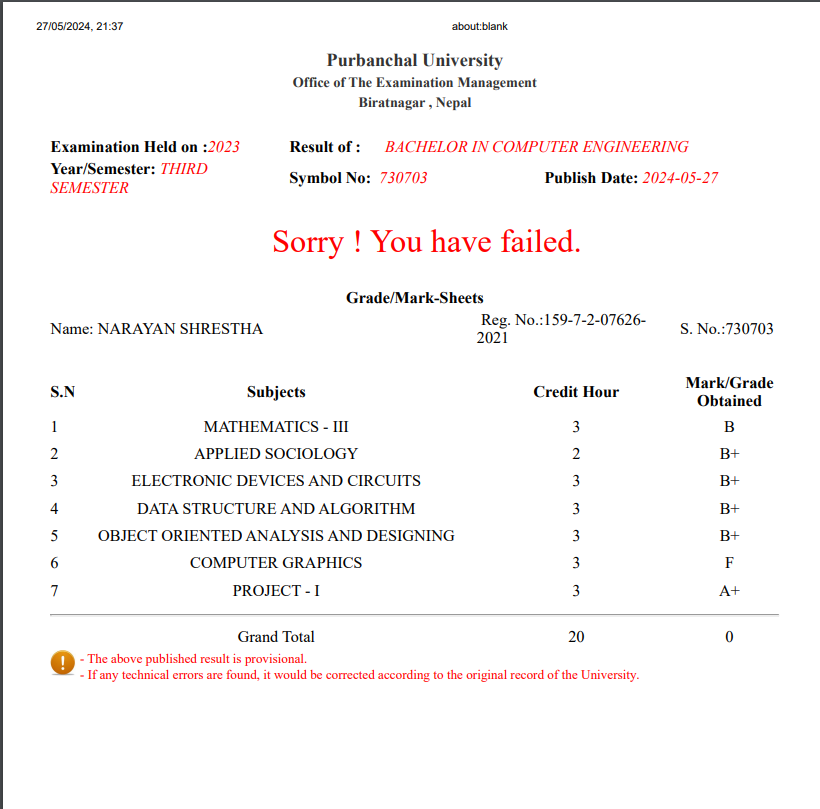 27/05/2024, 21:37 about:blank
Purbanchal University
Office of The Examination Management
Biratnagar , Nepal
Examination Held on :2023 Result of : BACHELOR IN COMPUTER ENGINEERING
Year/Semester: THIRD
SEMESTER
Symbol No: 730703 Publish Date: 2024-05-27
Sorry ! You have failed.
Grade/Mark-Sheets
Name: NARAYAN SHRESTHA Reg. No.:159-7-2-07626-
2021
S. No.:730703
S.N Subjects Credit Hour Mark/Grade
Obtained
1 MATHEMATICS - III 3 B
2 APPLIED SOCIOLOGY 2 B+
3 ELECTRONIC DEVICES AND CIRCUITS 3 B+
4 DATA STRUCTURE AND ALGORITHM 3 B+
5 OBJECT ORIENTED ANALYSIS AND DESIGNING 3 B+
6 COMPUTER GRAPHICS 3 F
7 PROJECT - I 3 A+
Grand Total 20 0
- The above published result is provisional.
- If any technical errors are found, it would be corrected according to the original record of the University.